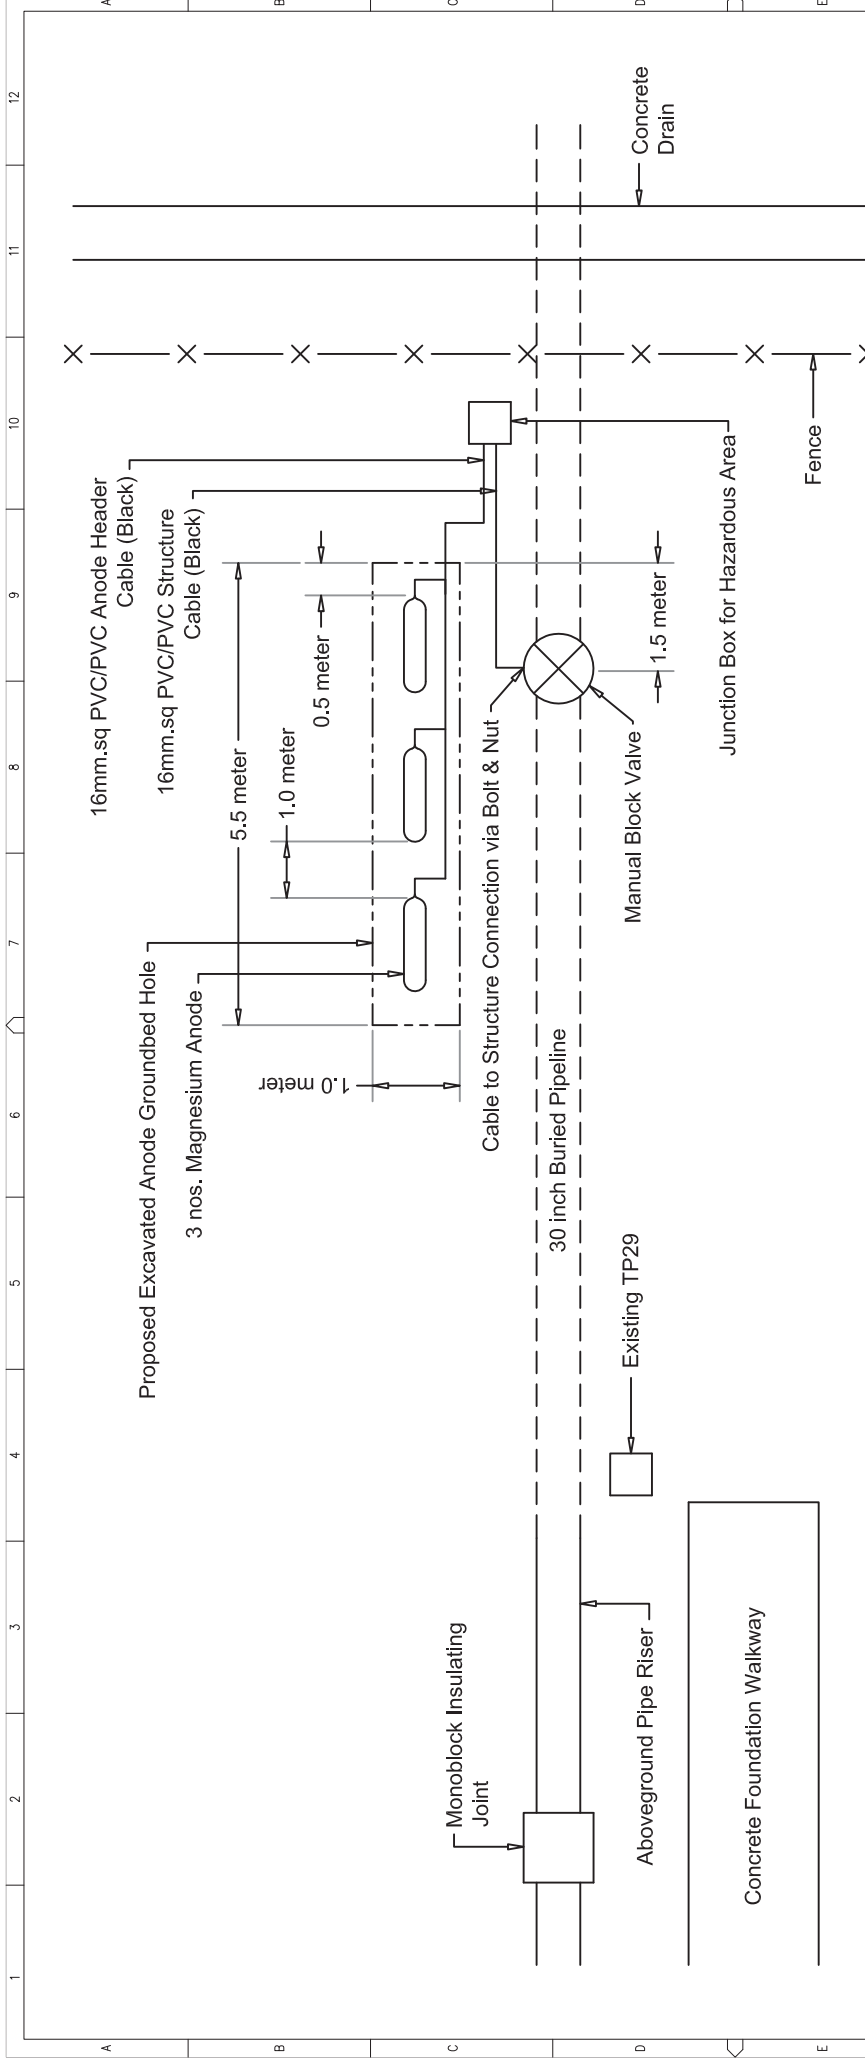 1
2
3
4
5
6
7
8
9
10
11
12
A
B
C
D
E
A
B
C
D
E
16mm.sq PVC/PVC Anode Header
Cable (Black)
16mm.sq PVC/PVC Structure
Cable (Black)
5.5 meter
0.5 meter
1.0 meter
Proposed Excavated Anode Groundbed Hole
3 nos. Magnesium Anode
1.0 meter
Cable to Structure Connection via Bolt & Nut
30 inch Buried Pipeline
1.5 meter
Manual Block Valve
Junction Box for Hazardous Area
Fence
Concrete
Drain
Existing TP29
Monoblock Insulating
Joint
Aboveground Pipe Riser
Concrete Foundation Walkway